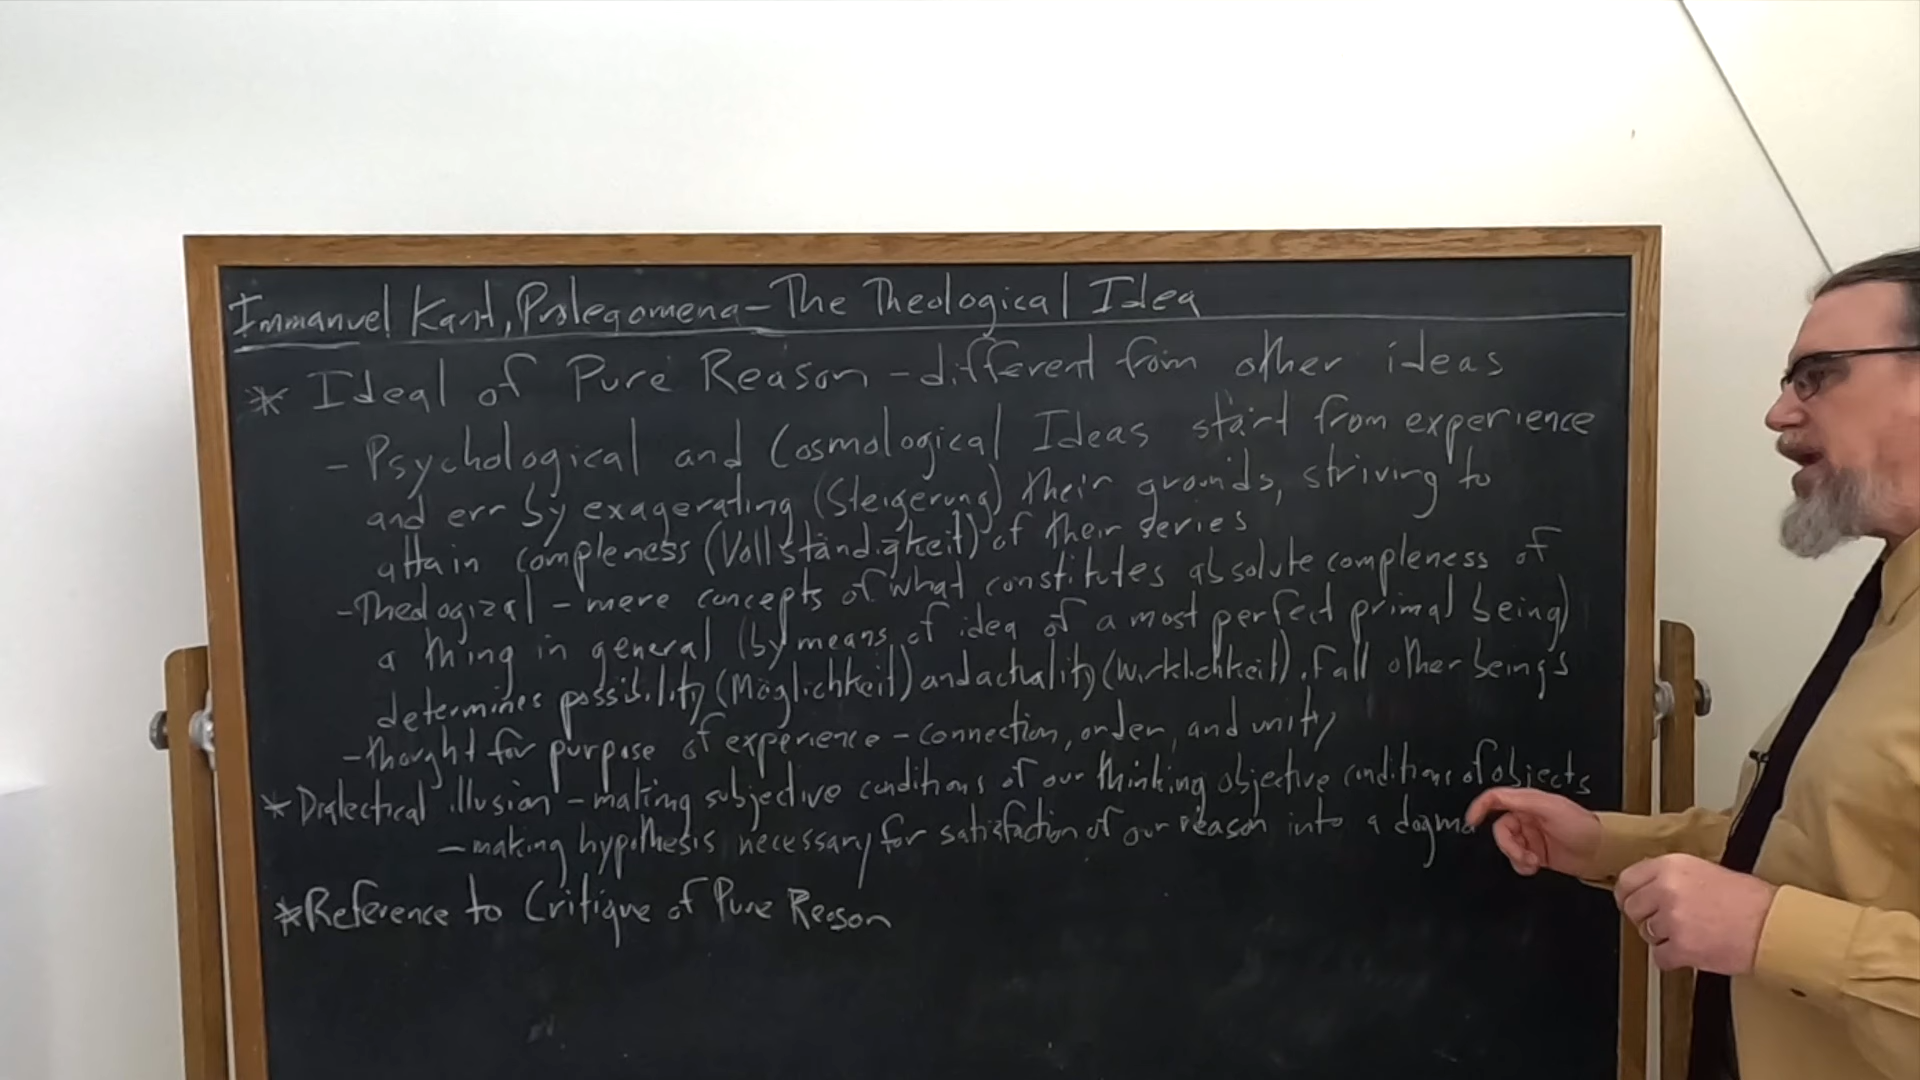 Immanuel Kant, Prolegomena - The Theological Idea
* Ideal of Pure Reason - different from other ideas
- Psychological and Cosmological Ideas start from experience
and err by exagerating (Steigerung) their grounds, striving to
attain compleness (Vollständigkeit) of their series
- Theological - mere concepts of what constitutes absolute compleness of
a thing in general (by means of idea of a most perfect primal being)
determines possibility (Möglichkeit) and actuality (Wirklichkeit) of all other beings
- thought for purpose of experience - connection, order, and unity
* Dialectical illusion - making subjective conditions of our thinking objective conditions of objects
- making hypothesis necessary for satisfaction of our reason into a dogma
* Reference to Critique of Pure Reason